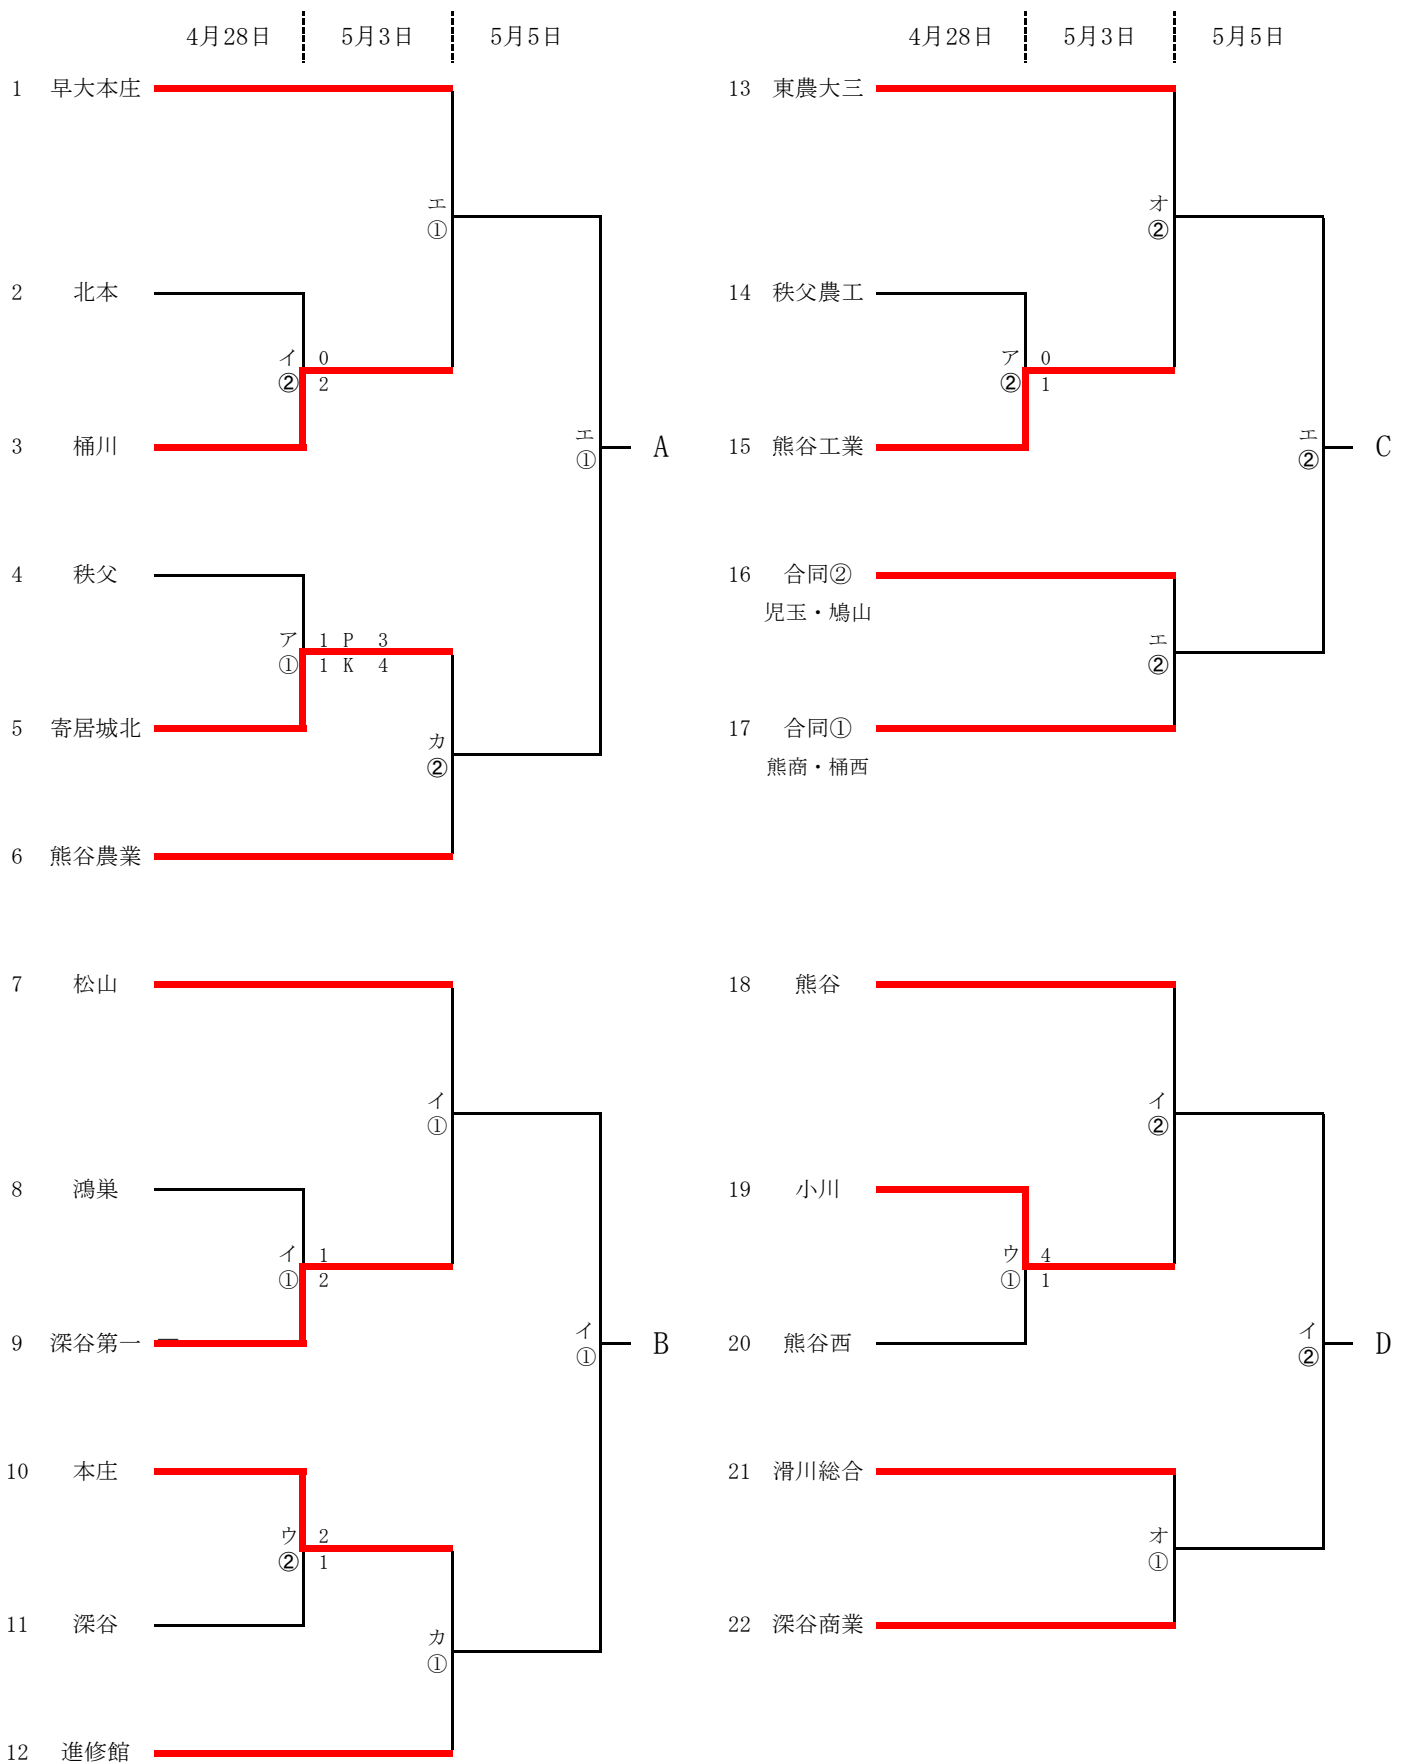 4月28日 5月3日 5月5日
1 早大本庄
エ
①
2 北本
イ 0
② 2
3 桶川
エ
① A
4 秩父
ア 1 P 3
① 1 K 4
5 寄居城北
カ
②
6 熊谷農業
7 松山
イ
①
8 鴻巣
イ 1
① 2
9 深谷第一
イ
① B
10 本庄
ウ 2
② 1
11 深谷
カ
①
12 進修館
4月28日 5月3日 5月5日
13 東農大三
オ
②
14 秩父農工
ア 0
② 1
15 熊谷工業
エ
② C
16 合同②
児玉・鳩山
エ
②
17 合同①
熊商・桶西
18 熊谷
イ
②
19 小川
ウ 4
① 1
20 熊谷西
イ
② D
21 滑川総合
オ
①
22 深谷商業